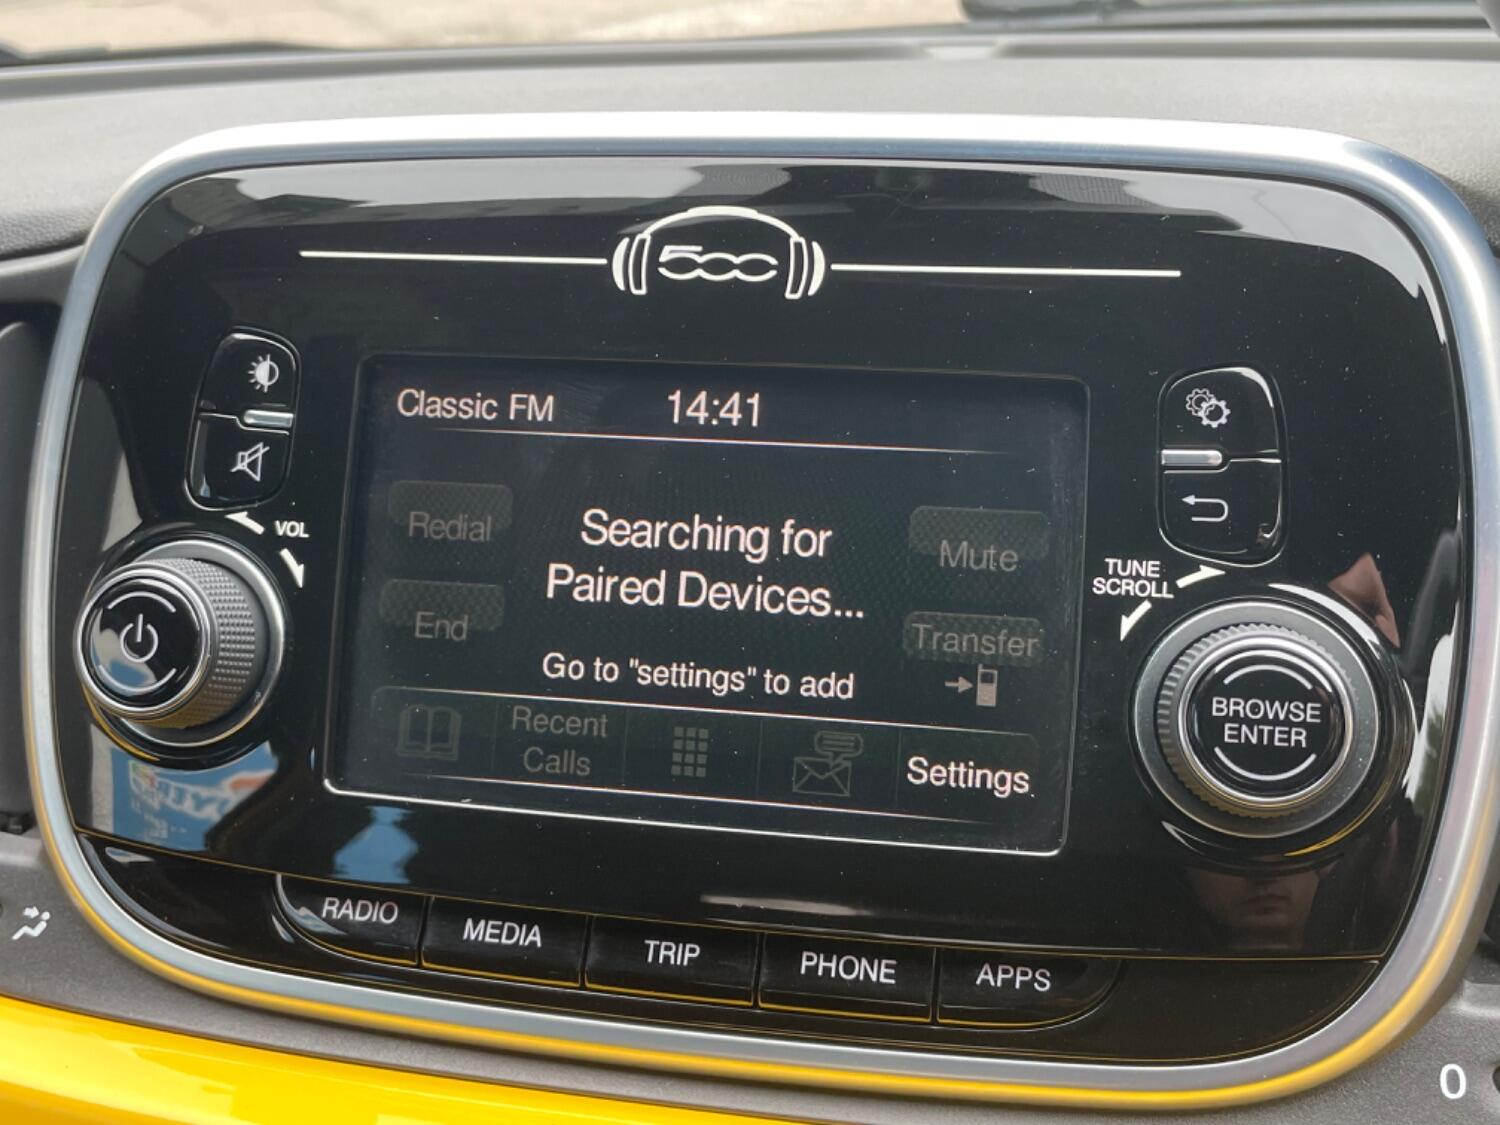 500
Classic FM 14:41
VOL
Redial
Searching for
Paired Devices...
Mute
TUNE
SCROLL
End
Transfer
Go to "settings" to add
Recent
Calls
Settings
BROWSE
ENTER
RADIO MEDIA TRIP PHONE APPS
0